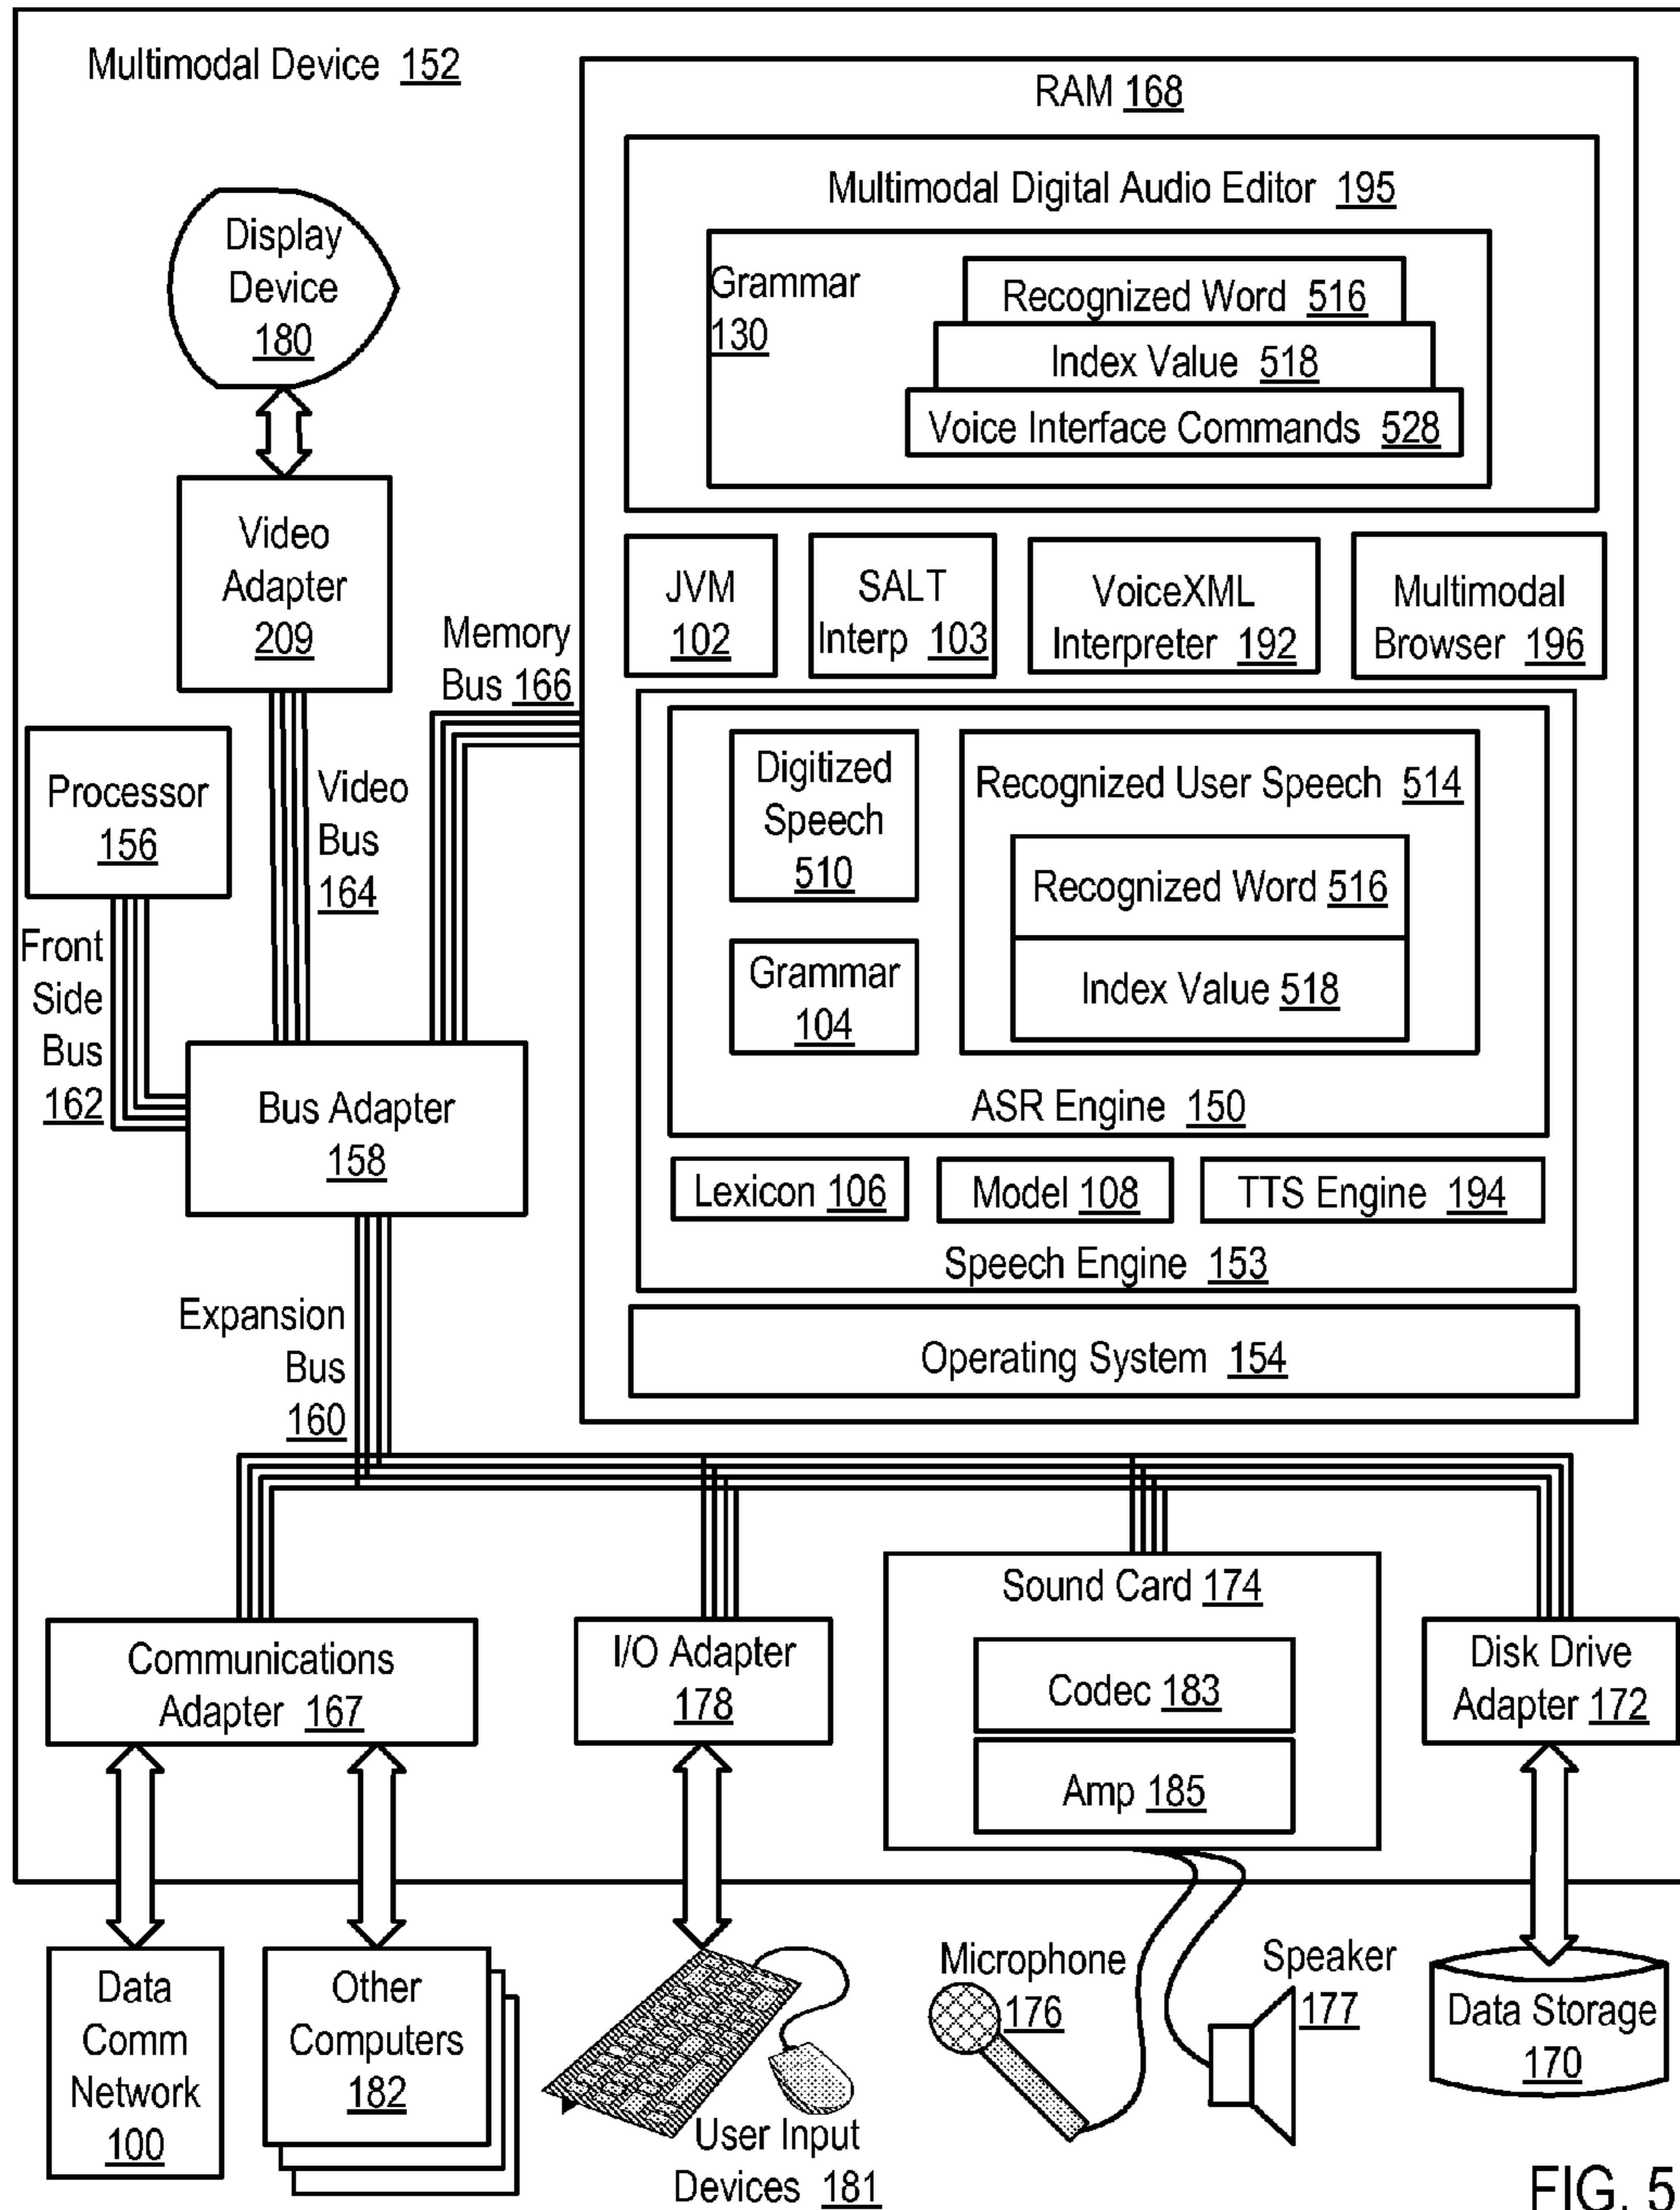 Multimodal Device 152
RAM 168
Multimodal Digital Audio Editor 195
Grammar
130
Recognized Word 516
Index Value 518
Voice Interface Commands 528
Display
Device
180
Video
Adapter
209
JVM
102
SALT
Interp 103
VoiceXML
Interpreter 192
Multimodal
Browser 196
Memory
Bus 166
Processor
156
Video
Bus
164
Front
Side
Bus
162
Bus Adapter
158
Digitized
Speech
510
Grammar
104
Recognized User Speech 514
Recognized Word 516
Index Value 518
ASR Engine 150
Lexicon 106
Model 108
TTS Engine 194
Speech Engine 153
Operating System 154
Expansion
Bus
160
Communications
Adapter 167
I/O Adapter
178
Sound Card 174
Codec 183
Amp 185
Disk Drive
Adapter 172
Data
Comm
Network
100
Other
Computers
182
User Input
Devices 181
Microphone
176
Speaker
177
Data Storage
170
FIG. 5